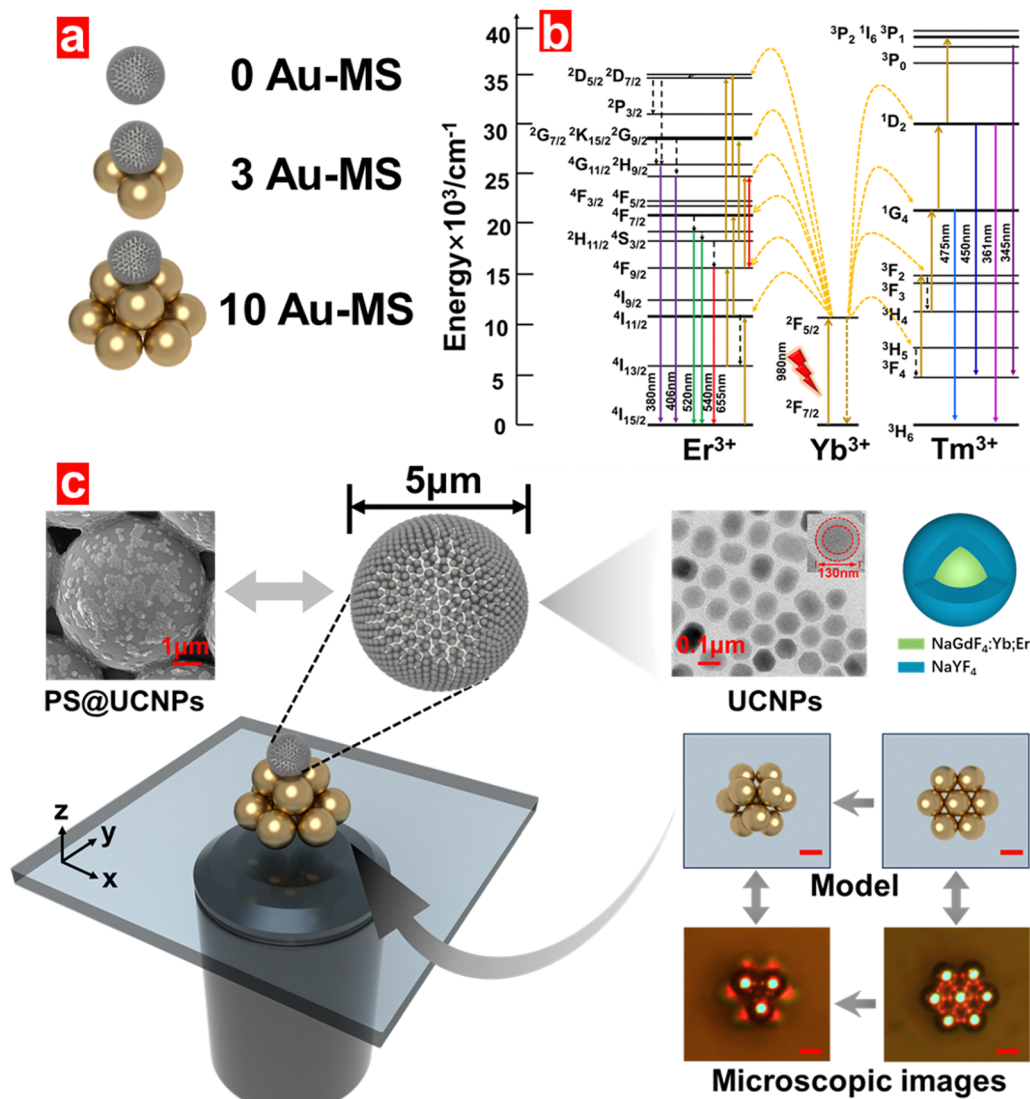 a
0 Au-MS
3 Au-MS
10 Au-MS
b
Energy×10³/cm⁻¹
40
35
30
25
20
15
10
5
0
²D₅/₂ ²D₇/₂
²P₃/₂
²G₇/₂ ²K₁₅/₂ ²G₉/₂
⁴G₁₁/₂ ²H₉/₂
⁴F₃/₂ ⁴F₅/₂
⁴F₇/₂
²H₁₁/₂ ⁴S₃/₂
⁴F₉/₂
⁴I₉/₂
⁴I₁₁/₂
⁴I₁₃/₂
⁴I₁₅/₂
380nm
406nm
520nm
540nm
655nm
Er³⁺
²F₅/₂
980nm
²F₇/₂
Yb³⁺
³P₂ ¹I₆ ³P₁
³P₀
¹D₂
¹G₄
475nm
450nm
361nm
345nm
³F₂
³F₃
³H₄
³H₅
³F₄
³H₆
Tm³⁺
c
1μm
PS@UCNPs
5μm
130nm
0.1μm
UCNPs
NaGdF₄:Yb;Er
NaYF₄
z
y
x
Model
Microscopic images